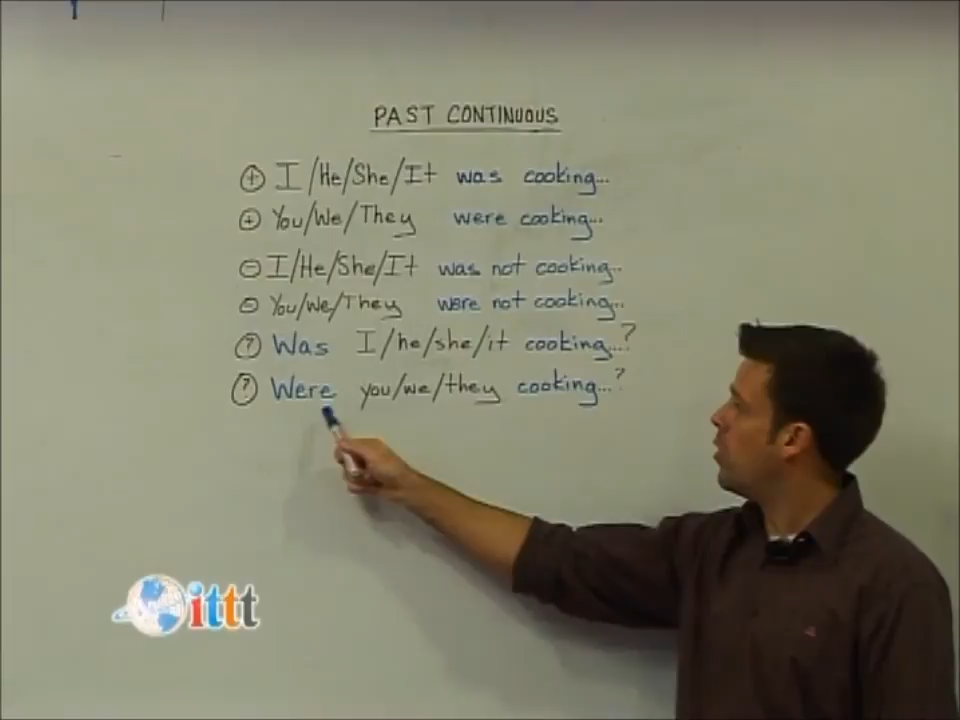 PAST CONTINUOUS
+ I/He/She/It was cooking...
+ You/We/They were cooking...
- I/He/She/It was not cooking...
- You/We/They were not cooking...
? Was I/he/she/it cooking...?
? Were you/we/they cooking...?
ittt